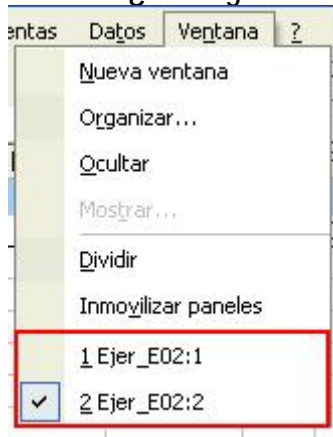 entas Datos Ventana ?
Nueva ventana
Organizar...
Ocultar
Mostrar...
Dividir
Inmovilizar paneles
1 Ejer_E02:1
2 Ejer_E02:2